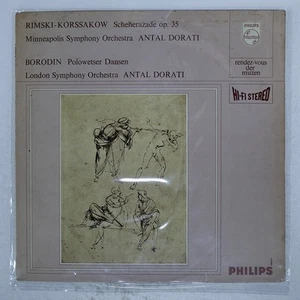 RIMSKI-KORSSAKOW Scheherazade op. 35
Minneapolis Symphony Orchestra ANTAL DORATI
BORODIN Polowetser Dansen
London Symphony Orchestra ANTAL DORATI
PHILIPS
rendez-vous
der
muzen
HI-FI STEREO
PHILIPS